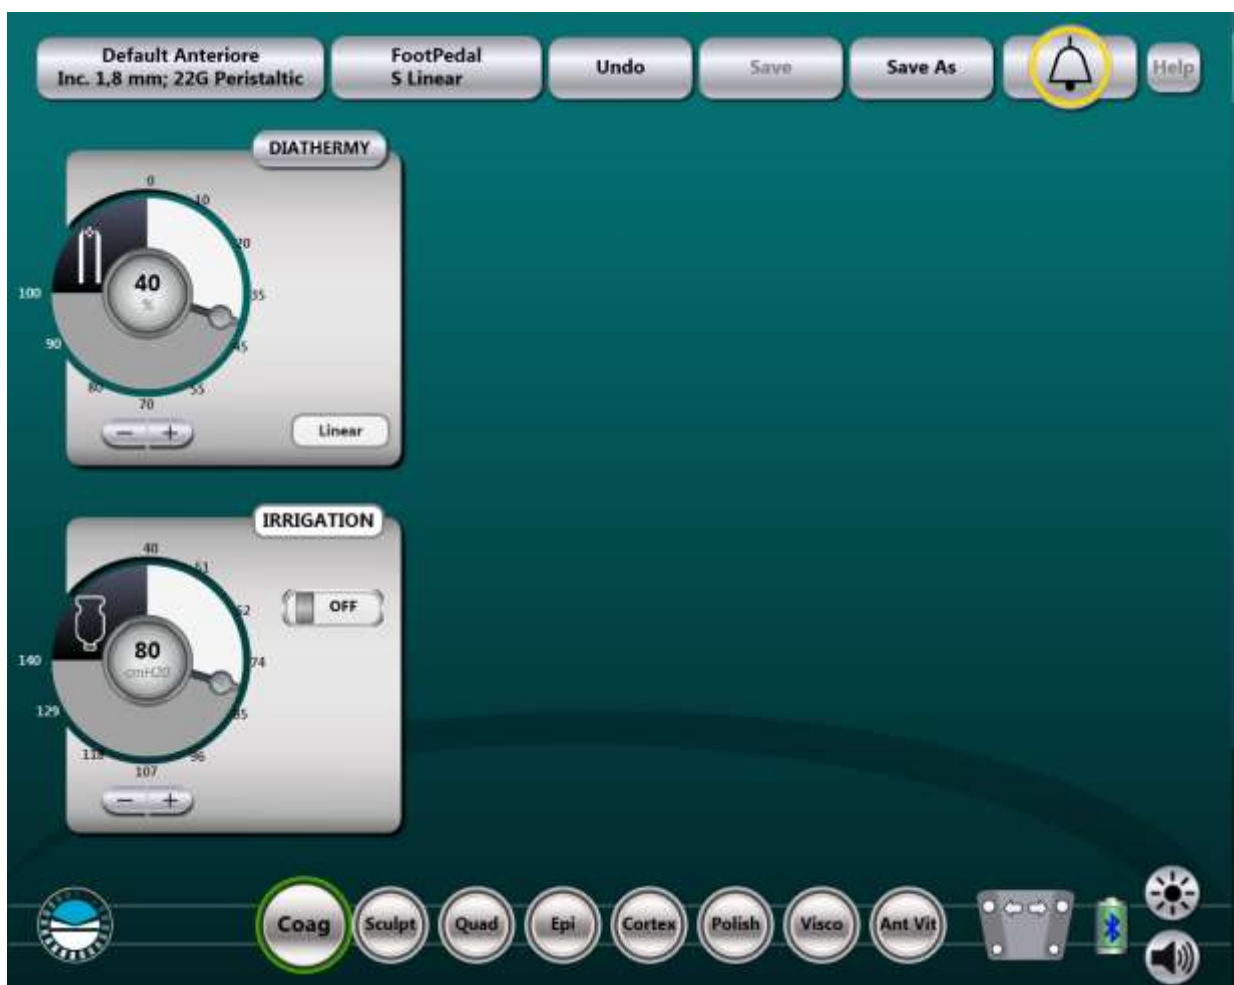 Default Anteriore
Inc. 1,8 mm; 22G Peristaltic
FootPedal
S Linear
Undo
Save
Save As
Help
DIATHERMY
0
10
20
35
45
55
70
80
90
100
40
%
Linear
IRRIGATION
40
51
62
74
85
96
107
118
129
140
80
cmH20
OFF
Coag
Sculpt
Quad
Epi
Cortex
Polish
Visco
Ant Vit